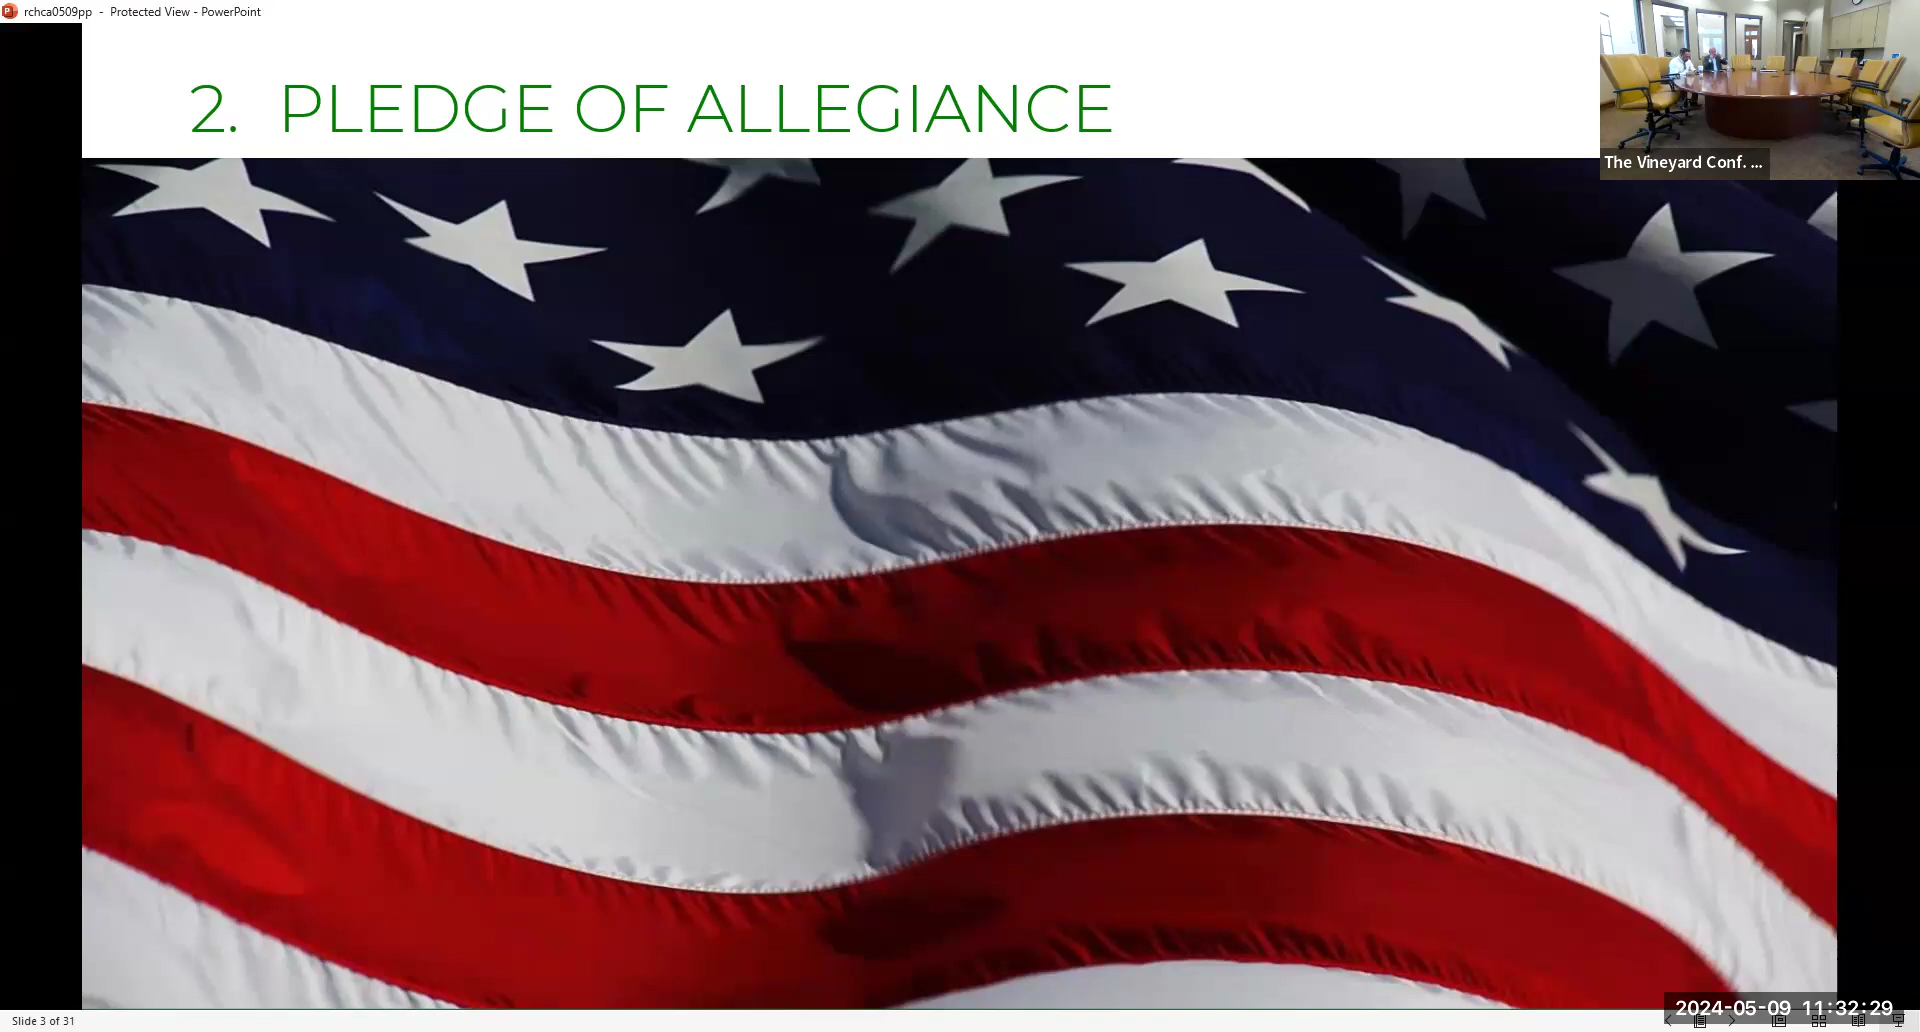 rchca0509pp - Protected View - PowerPoint
2. PLEDGE OF ALLEGIANCE
The Vineyard Conf. ...
2024-05-09 11:32:29
Slide 3 of 31